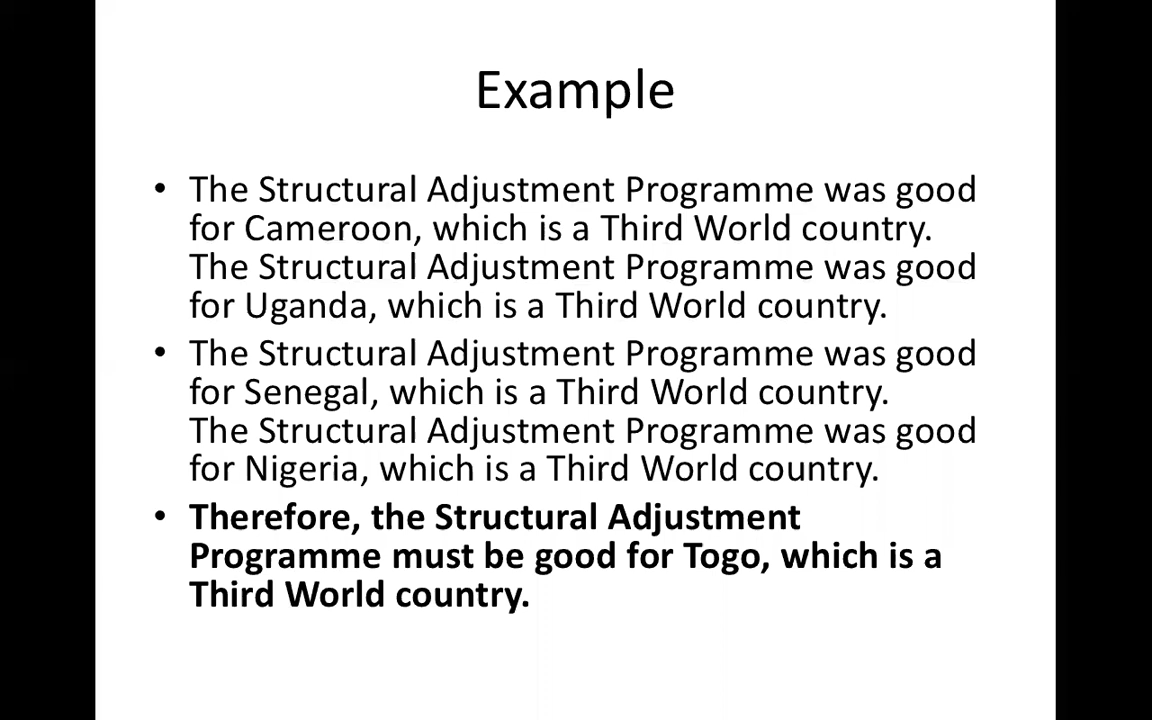 Example
• The Structural Adjustment Programme was good
for Cameroon, which is a Third World country.
The Structural Adjustment Programme was good
for Uganda, which is a Third World country.
• The Structural Adjustment Programme was good
for Senegal, which is a Third World country.
The Structural Adjustment Programme was good
for Nigeria, which is a Third World country.
• Therefore, the Structural Adjustment
Programme must be good for Togo, which is a
Third World country.